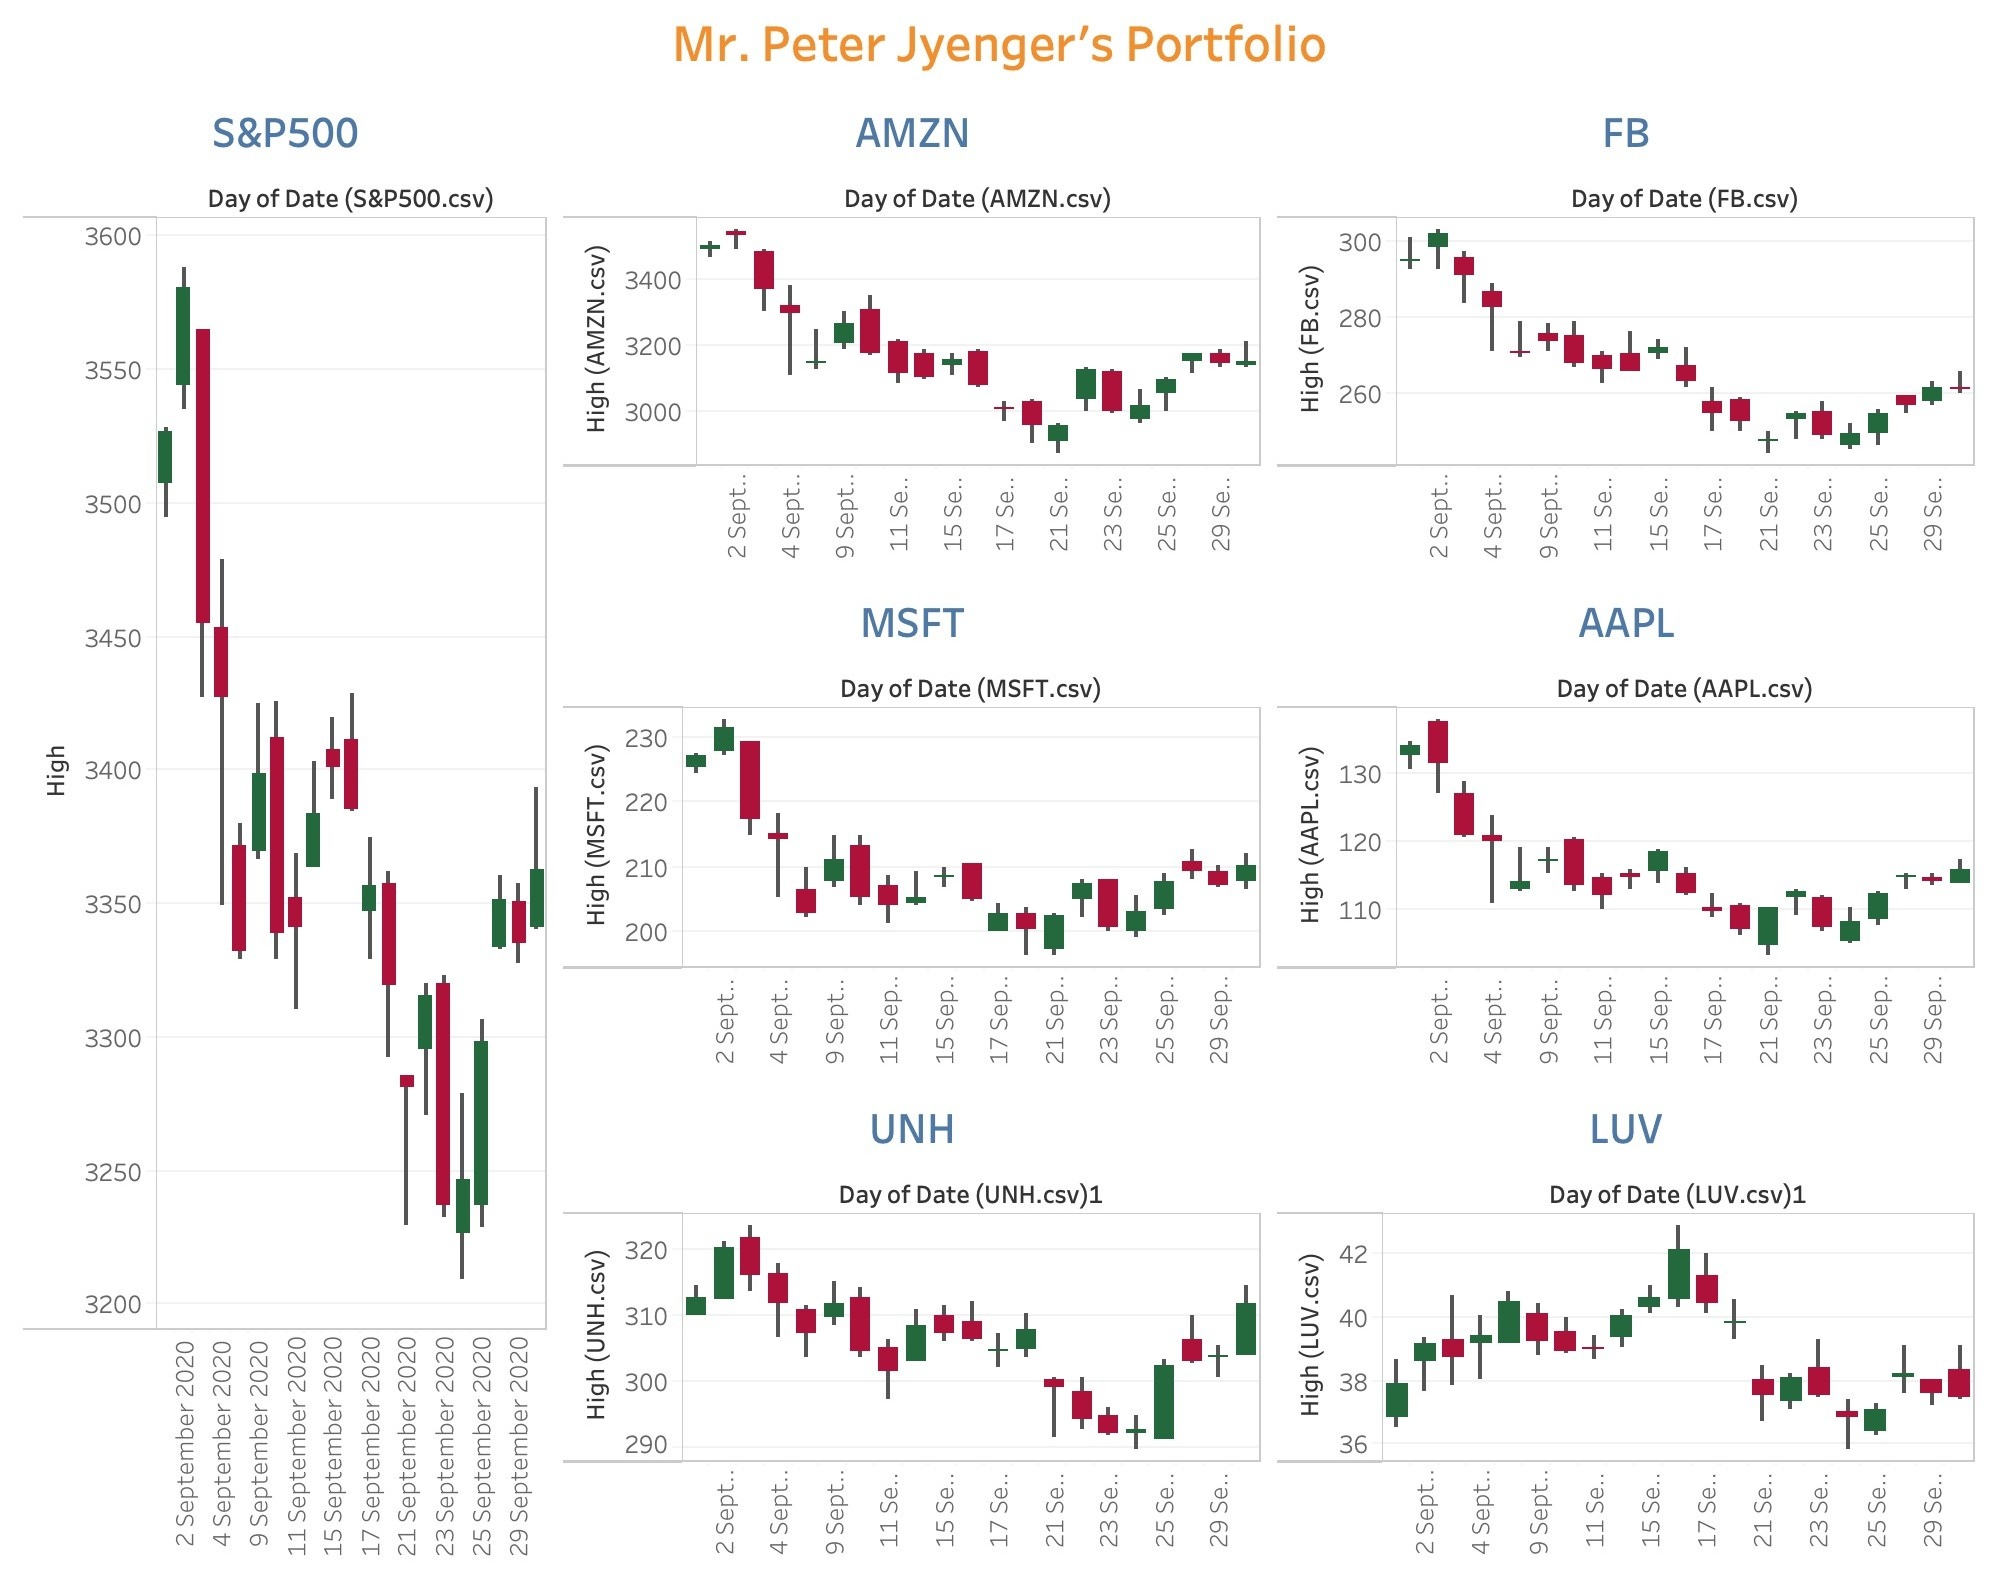 Mr. Peter Jyenger's Portfolio
S&P500
Day of Date (S&P500.csv)
High
3600
3550
3500
3450
3400
3350
3300
3250
3200
2 September 2020
4 September 2020
9 September 2020
11 September 2020
15 September 2020
17 September 2020
21 September 2020
23 September 2020
25 September 2020
29 September 2020
AMZN
Day of Date (AMZN.csv)
High (AMZN.csv)
3400
3200
3000
2 Sept..
4 Sept..
9 Sept..
11 Se..
15 Se..
17 Se..
21 Se..
23 Se..
25 Se..
29 Se..
FB
Day of Date (FB.csv)
High (FB.csv)
300
280
260
2 Sept..
4 Sept..
9 Sept..
11 Se..
15 Se..
17 Se..
21 Se..
23 Se..
25 Se..
29 Se..
MSFT
Day of Date (MSFT.csv)
High (MSFT.csv)
230
220
210
200
2 Sept..
4 Sept..
9 Sept..
11 Sep..
15 Sep..
17 Sep..
21 Sep..
23 Sep..
25 Sep..
29 Sep..
AAPL
Day of Date (AAPL.csv)
High (AAPL.csv)
130
120
110
2 Sept..
4 Sept..
9 Sept..
11 Sep..
15 Sep..
17 Sep..
21 Sep..
23 Sep..
25 Sep..
29 Sep..
UNH
Day of Date (UNH.csv)1
High (UNH.csv)
320
310
300
290
2 Sept..
4 Sept..
9 Sept..
11 Se..
15 Se..
17 Se..
21 Se..
23 Se..
25 Se..
29 Se..
LUV
Day of Date (LUV.csv)1
High (LUV.csv)
42
40
38
36
2 Sept..
4 Sept..
9 Sept..
11 Se..
15 Se..
17 Se..
21 Se..
23 Se..
25 Se..
29 Se..